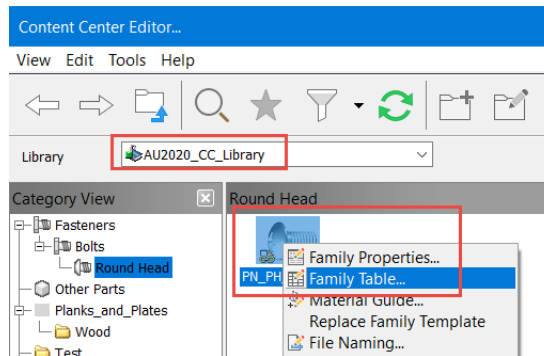 Content Center Editor...
View Edit Tools Help
Library AU2020_CC_Library
Category View
Round Head
Fasteners
Bolts
Round Head
Other Parts
Planks_and_Plates
Wood
Test
PN_PH
Family Properties...
Family Table...
Material Guide...
Replace Family Template
File Naming...